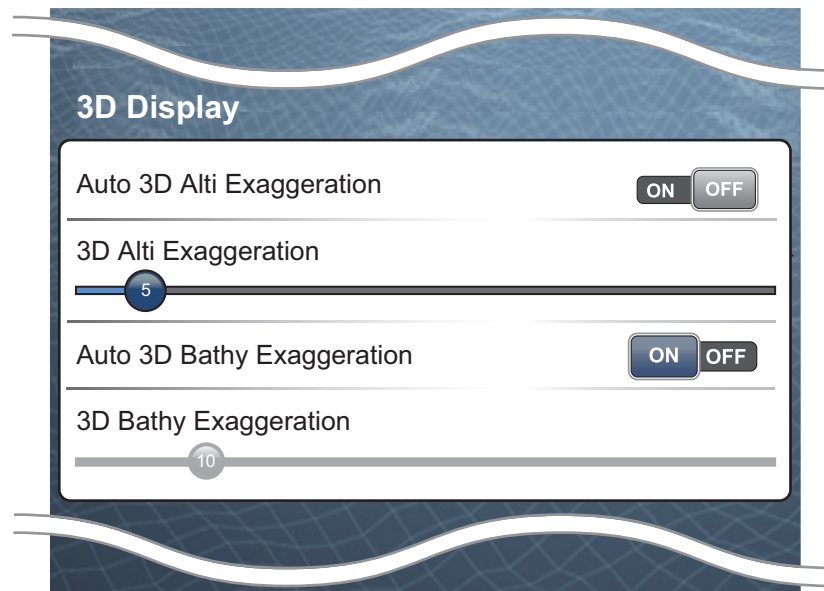 3D Display
Auto 3D Alti Exaggeration ON OFF
3D Alti Exaggeration
5
Auto 3D Bathy Exaggeration ON OFF
3D Bathy Exaggeration
10